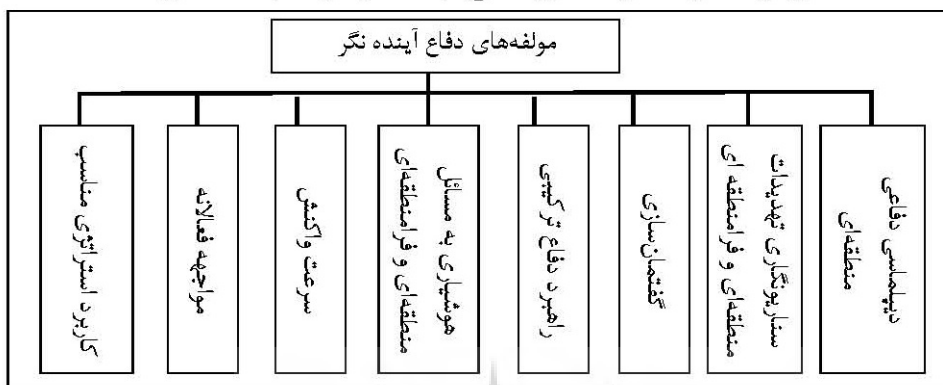 مولفه‌های دفاع آینده نگر
دیپلماسی دفاعی
منطقه‌ای
سناریونگاری تهدیدات
منطقه‌ای و فرامنطقه ای
گفتمان‌سازی
راهبرد دفاع ترکیبی
هوشیاری به مسائل
منطقه‌ای و فرامنطقه‌ای
سرعت واکنش
مواجهه فعالانه
کاربرد استراتژی مناسب